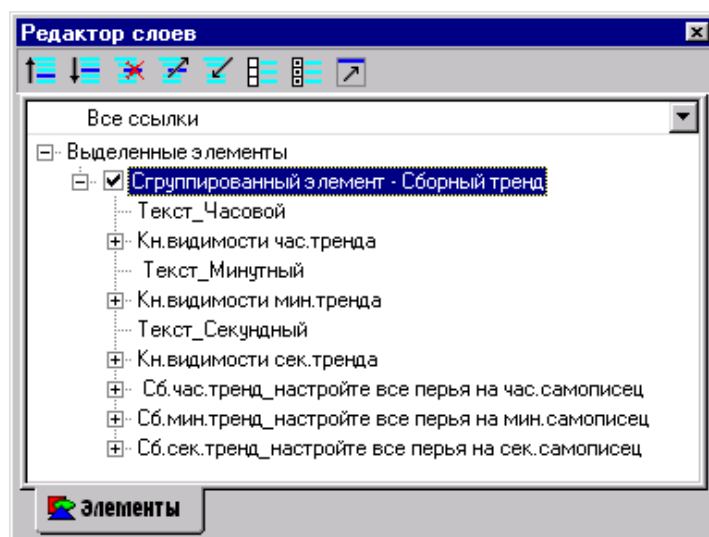 Редактор слоев
Все ссылки
Выделенные элементы
Сгруппированный элемент - Сборный тренд
Текст_Часовой
Кн.видимости час.тренда
Текст_Минутный
Кн.видимости мин.тренда
Текст_Секундный
Кн.видимости сек.тренда
Сб.час.тренд_настройте все перья на час.самописец
Сб.мин.тренд_настройте все перья на мин.самописец
Сб.сек.тренд_настройте все перья на сек.самописец
Элементы